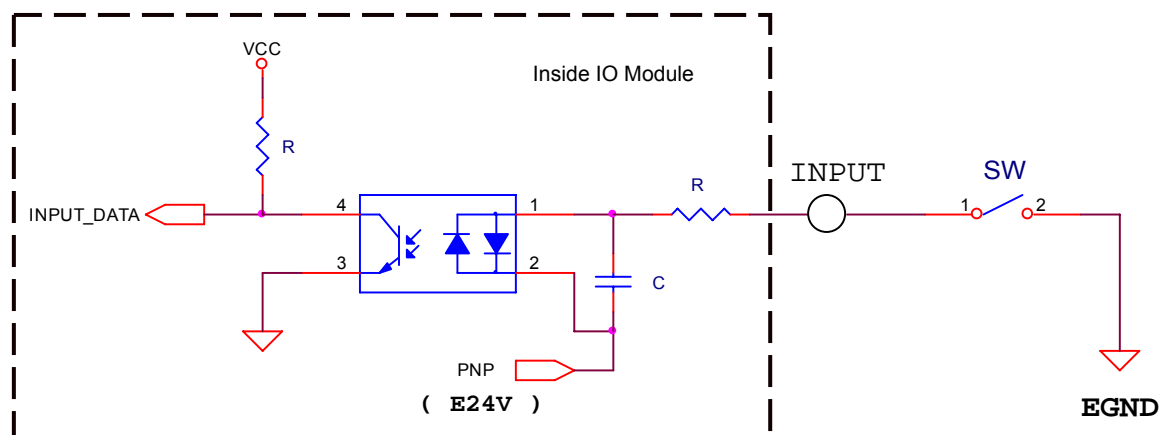 VCC
Inside IO Module
R
INPUT
SW
R
INPUT_DATA
4
1
1
2
3
2
C
PNP
( E24V )
EGND